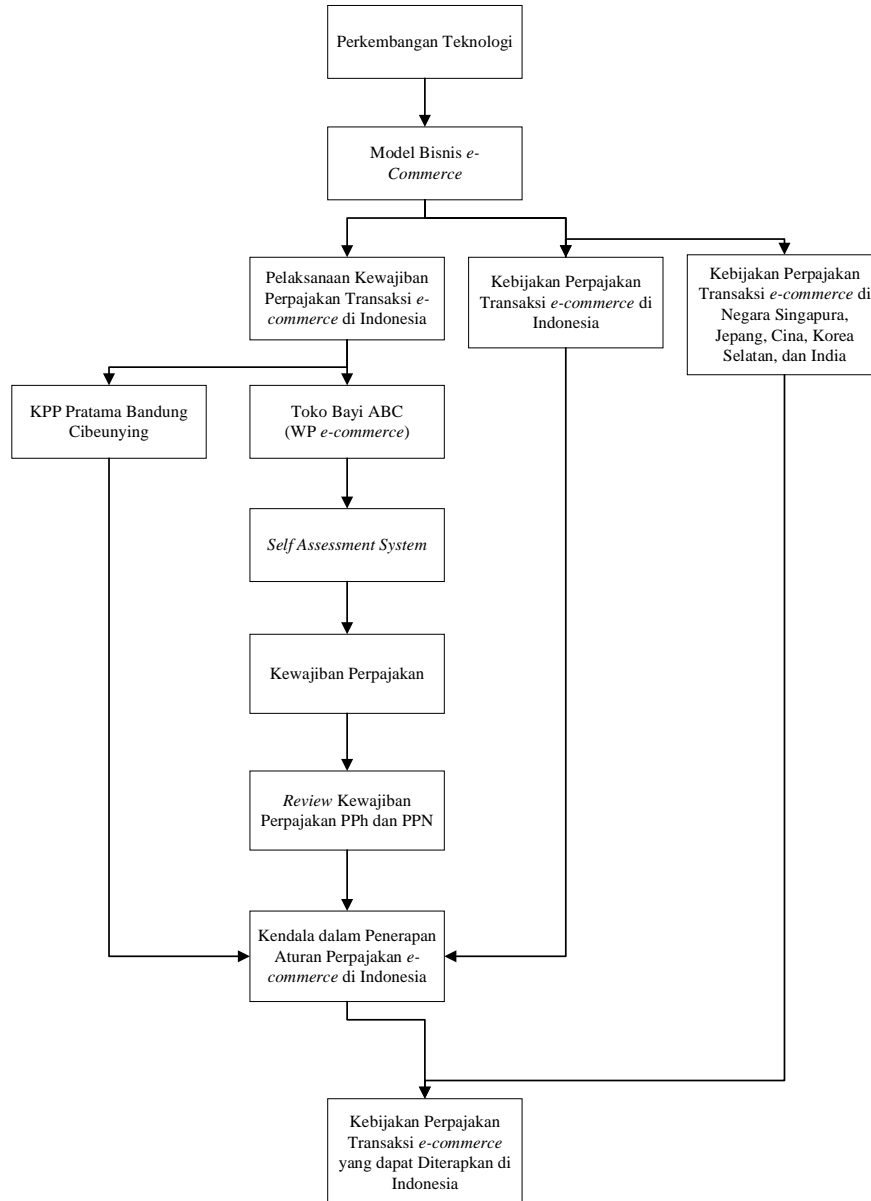 Perkembangan Teknologi
Model Bisnis e-
Commerce
Pelaksanaan Kewajiban
Perpajakan Transaksi e-
commerce di Indonesia
Kebijakan Perpajakan
Transaksi e-commerce di
Indonesia
Kebijakan Perpajakan
Transaksi e-commerce di
Negara Singapura,
Jepang, Cina, Korea
Selatan, dan India
KPP Pratama Bandung
Cibeunying
Toko Bayi ABC
(WP e-commerce)
Self Assessment System
Kewajiban Perpajakan
Review Kewajiban
Perpajakan PPh dan PPN
Kendala dalam Penerapan
Aturan Perpajakan e-
commerce di Indonesia
Kebijakan Perpajakan
Transaksi e-commerce
yang dapat Diterapkan di
Indonesia